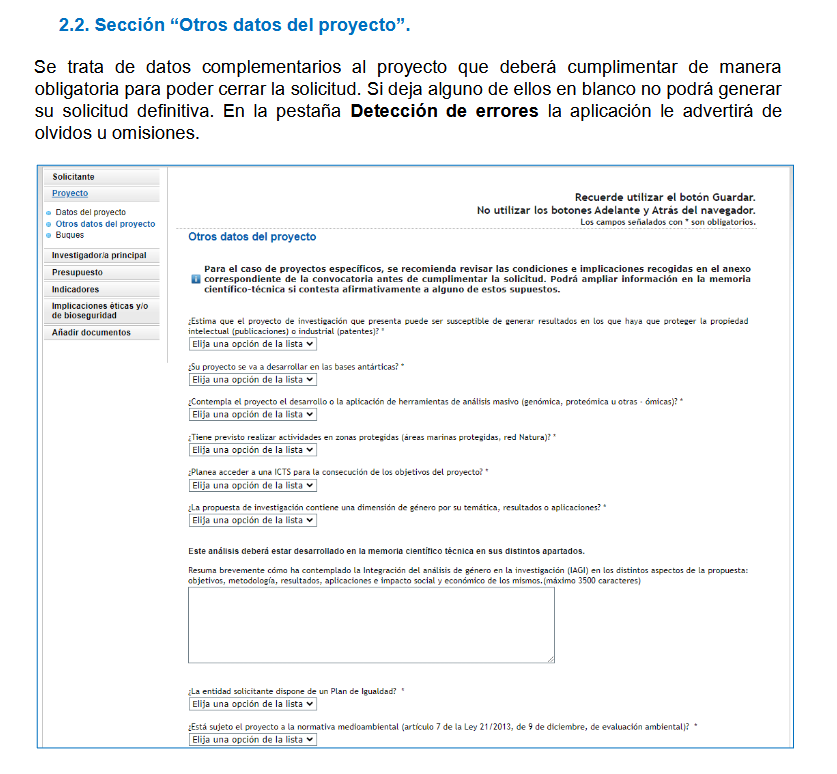 2.2. Sección “Otros datos del proyecto”.
Se trata de datos complementarios al proyecto que deberá cumplimentar de manera
obligatoria para poder cerrar la solicitud. Si deja alguno de ellos en blanco no podrá generar
su solicitud definitiva. En la pestaña Detección de errores la aplicación le advertirá de
olvidos u omisiones.
Solicitante
Proyecto
Datos del proyecto
Otros datos del proyecto
Buques
Investigador/a principal
Presupuesto
Indicadores
Implicaciones éticas y/o
de bioseguridad
Añadir documentos
Recuerde utilizar el botón Guardar.
No utilizar los botones Adelante y Atrás del navegador.
Los campos señalados con * son obligatorios.
Otros datos del proyecto
Para el caso de proyectos específicos, se recomienda revisar las condiciones e implicaciones recogidas en el anexo
correspondiente de la convocatoria antes de cumplimentar la solicitud. Podrá ampliar información en la memoria
científico-técnica si contesta afirmativamente a alguno de estos supuestos.
¿Estima que el proyecto de investigación que presenta puede ser susceptible de generar resultados en los que haya que proteger la propiedad
intelectual (publicaciones) o industrial (patentes)? *
Elija una opción de la lista
¿Su proyecto se va a desarrollar en las bases antárticas? *
Elija una opción de la lista
¿Contempla el proyecto el desarrollo o la aplicación de herramientas de análisis masivo (genómica, proteómica u otras - ómicas)? *
Elija una opción de la lista
¿Tiene previsto realizar actividades en zonas protegidas (áreas marinas protegidas, red Natura)? *
Elija una opción de la lista
¿Planea acceder a una ICTS para la consecución de los objetivos del proyecto? *
Elija una opción de la lista
¿La propuesta de investigación contiene una dimensión de género por su temática, resultados o aplicaciones? *
Elija una opción de la lista
Este análisis deberá estar desarrollado en la memoria científico técnica en sus distintos apartados.
Resuma brevemente cómo ha contemplado la Integración del análisis de género en la investigación (IAGI) en los distintos aspectos de la propuesta:
objetivos, metodología, resultados, aplicaciones e impacto social y económico de los mismos.(máximo 3500 caracteres)
¿La entidad solicitante dispone de un Plan de Igualdad? *
Elija una opción de la lista
¿Está sujeto el proyecto a la normativa medioambiental (artículo 7 de la Ley 21/2013, de 9 de diciembre, de evaluación ambiental)? *
Elija una opción de la lista